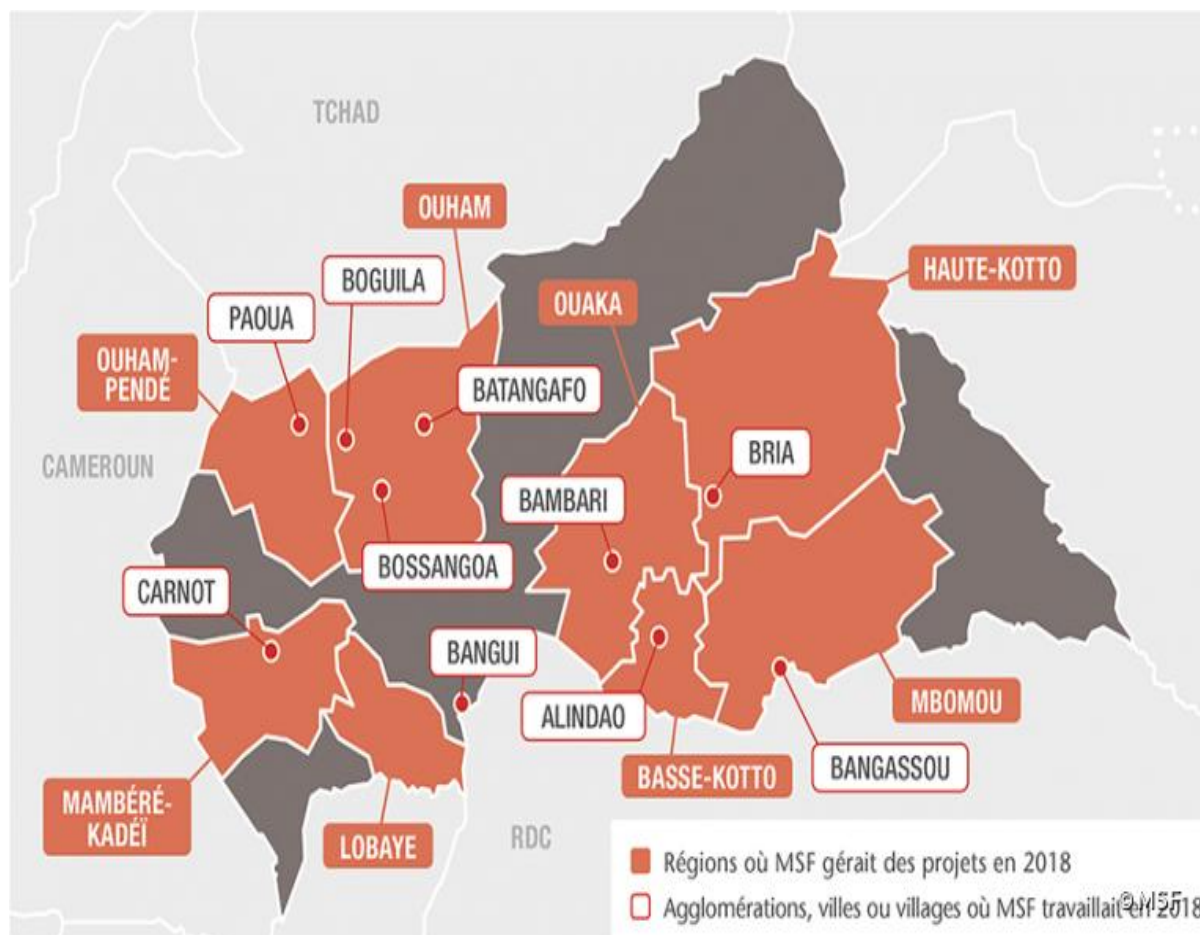 TCHAD
OUHAM
BOGUILA
HAUTE-KOTTO
OUAKA
PAOUA
OUHAM-
PENDÉ
BATANGAFO
CAMEROUN
BRIA
BAMBARI
BOSSANGOA
CARNOT
BANGUI
ALINDAO
MBOMOU
BANGASSOU
BASSE-KOTTO
MAMBÉRÉ-
KADÉÏ
LOBAYE
RDC
Régions où MSF gérait des projets en 2018
Agglomérations, villes ou villages où MSF travaillait en 2018
©MSF